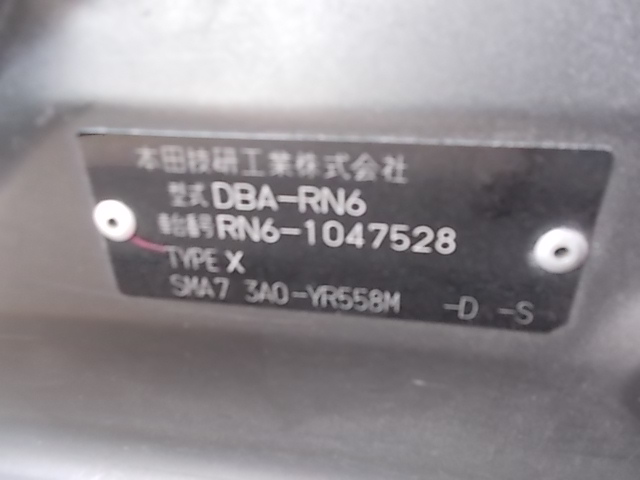 本田技研工業株式会社
型式 DBA-RN6
車台番号 RN6-1047528
TYPE X
SMA7 3A0-YR558M -D -S